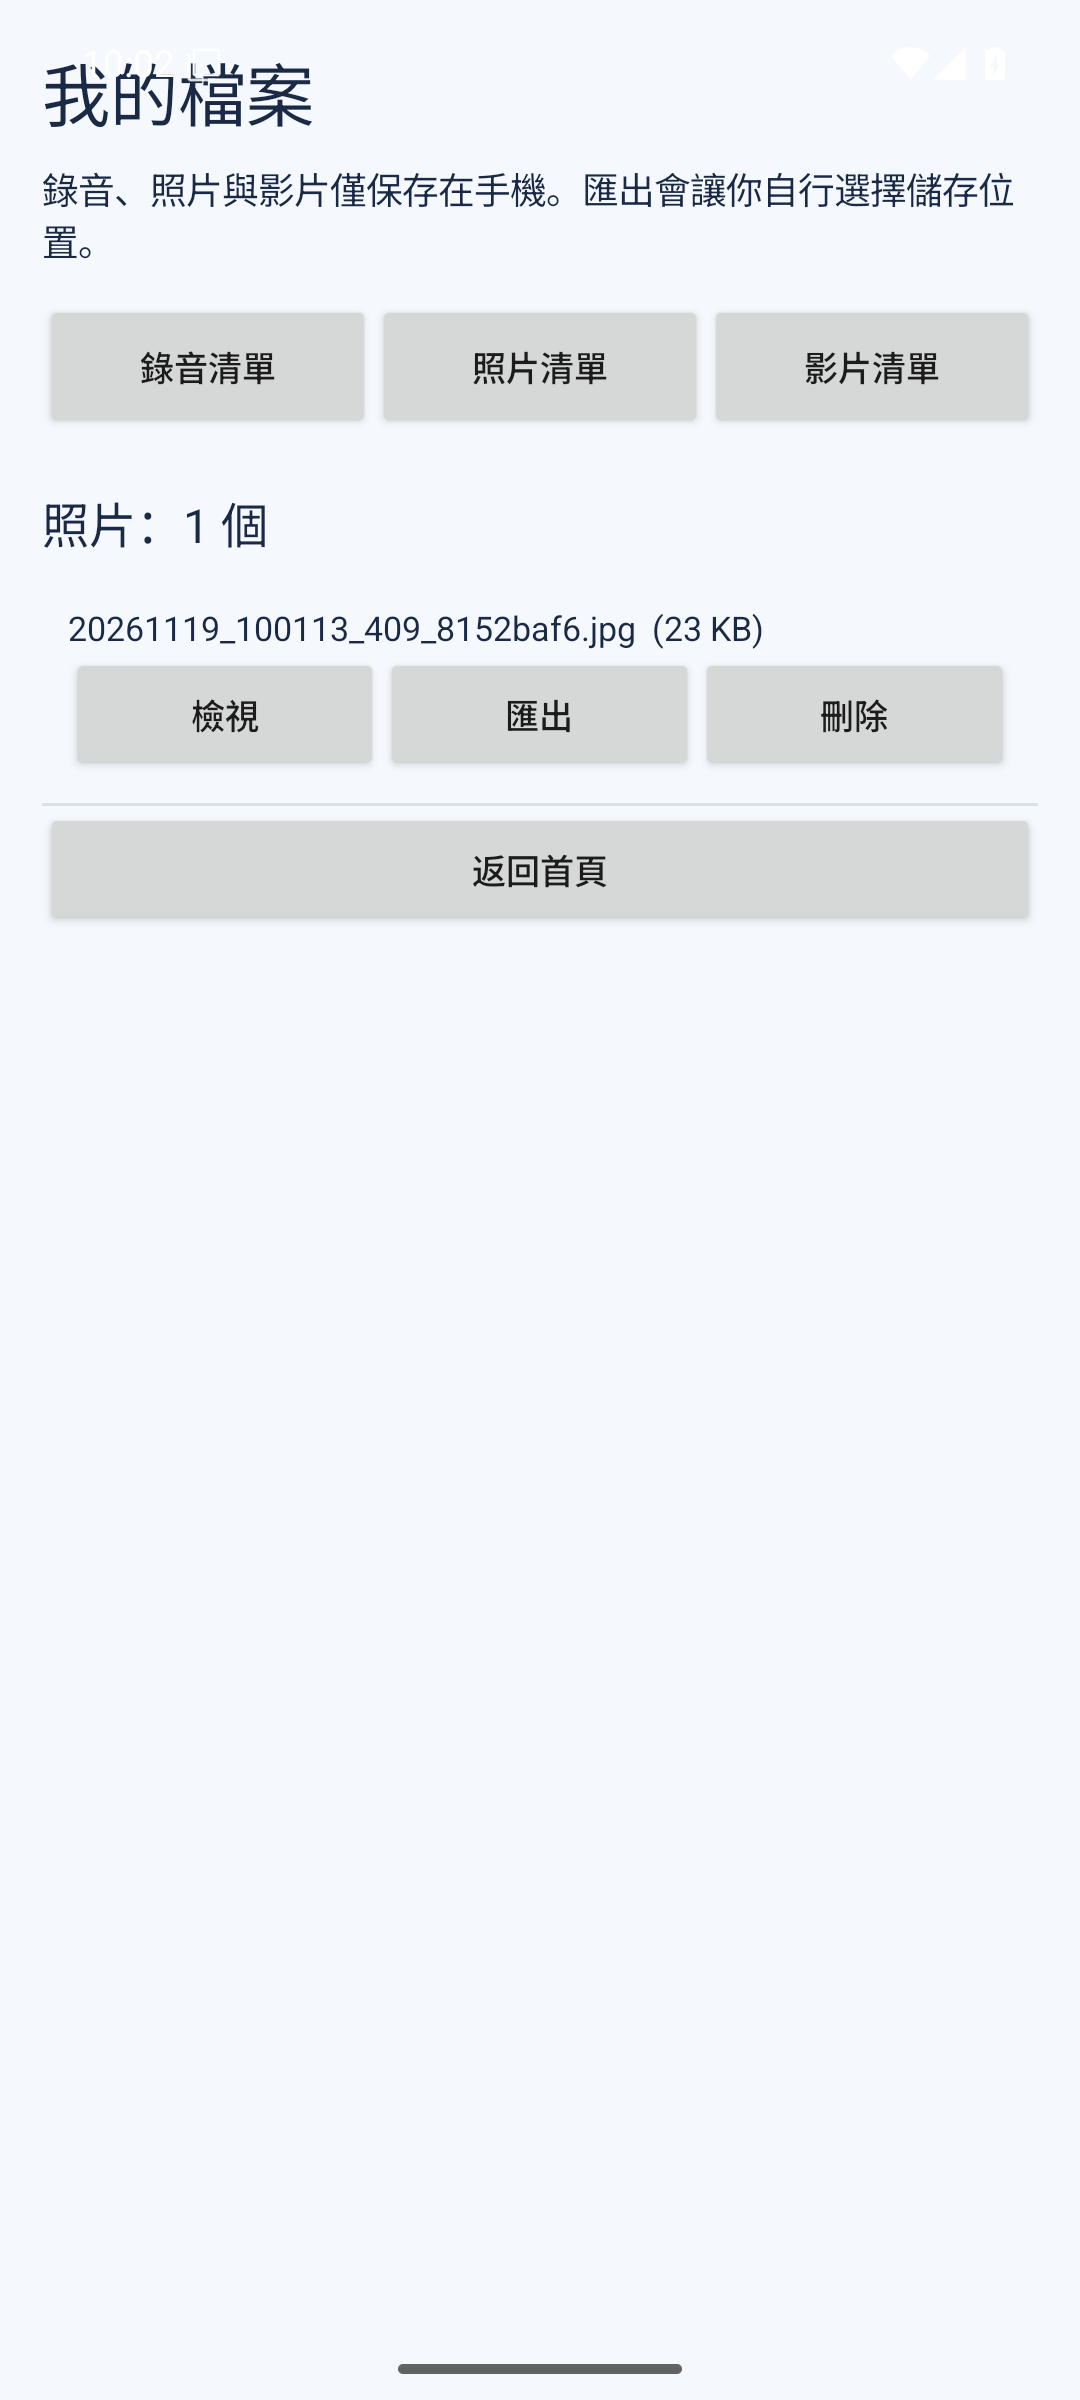 10:02
我的檔案
錄音、照片與影片僅保存在手機。匯出會讓你自行選擇儲存位
置。
錄音清單
照片清單
影片清單
照片：1 個
20261119_100113_409_8152baf6.jpg (23 KB)
檢視
匯出
刪除
返回首頁